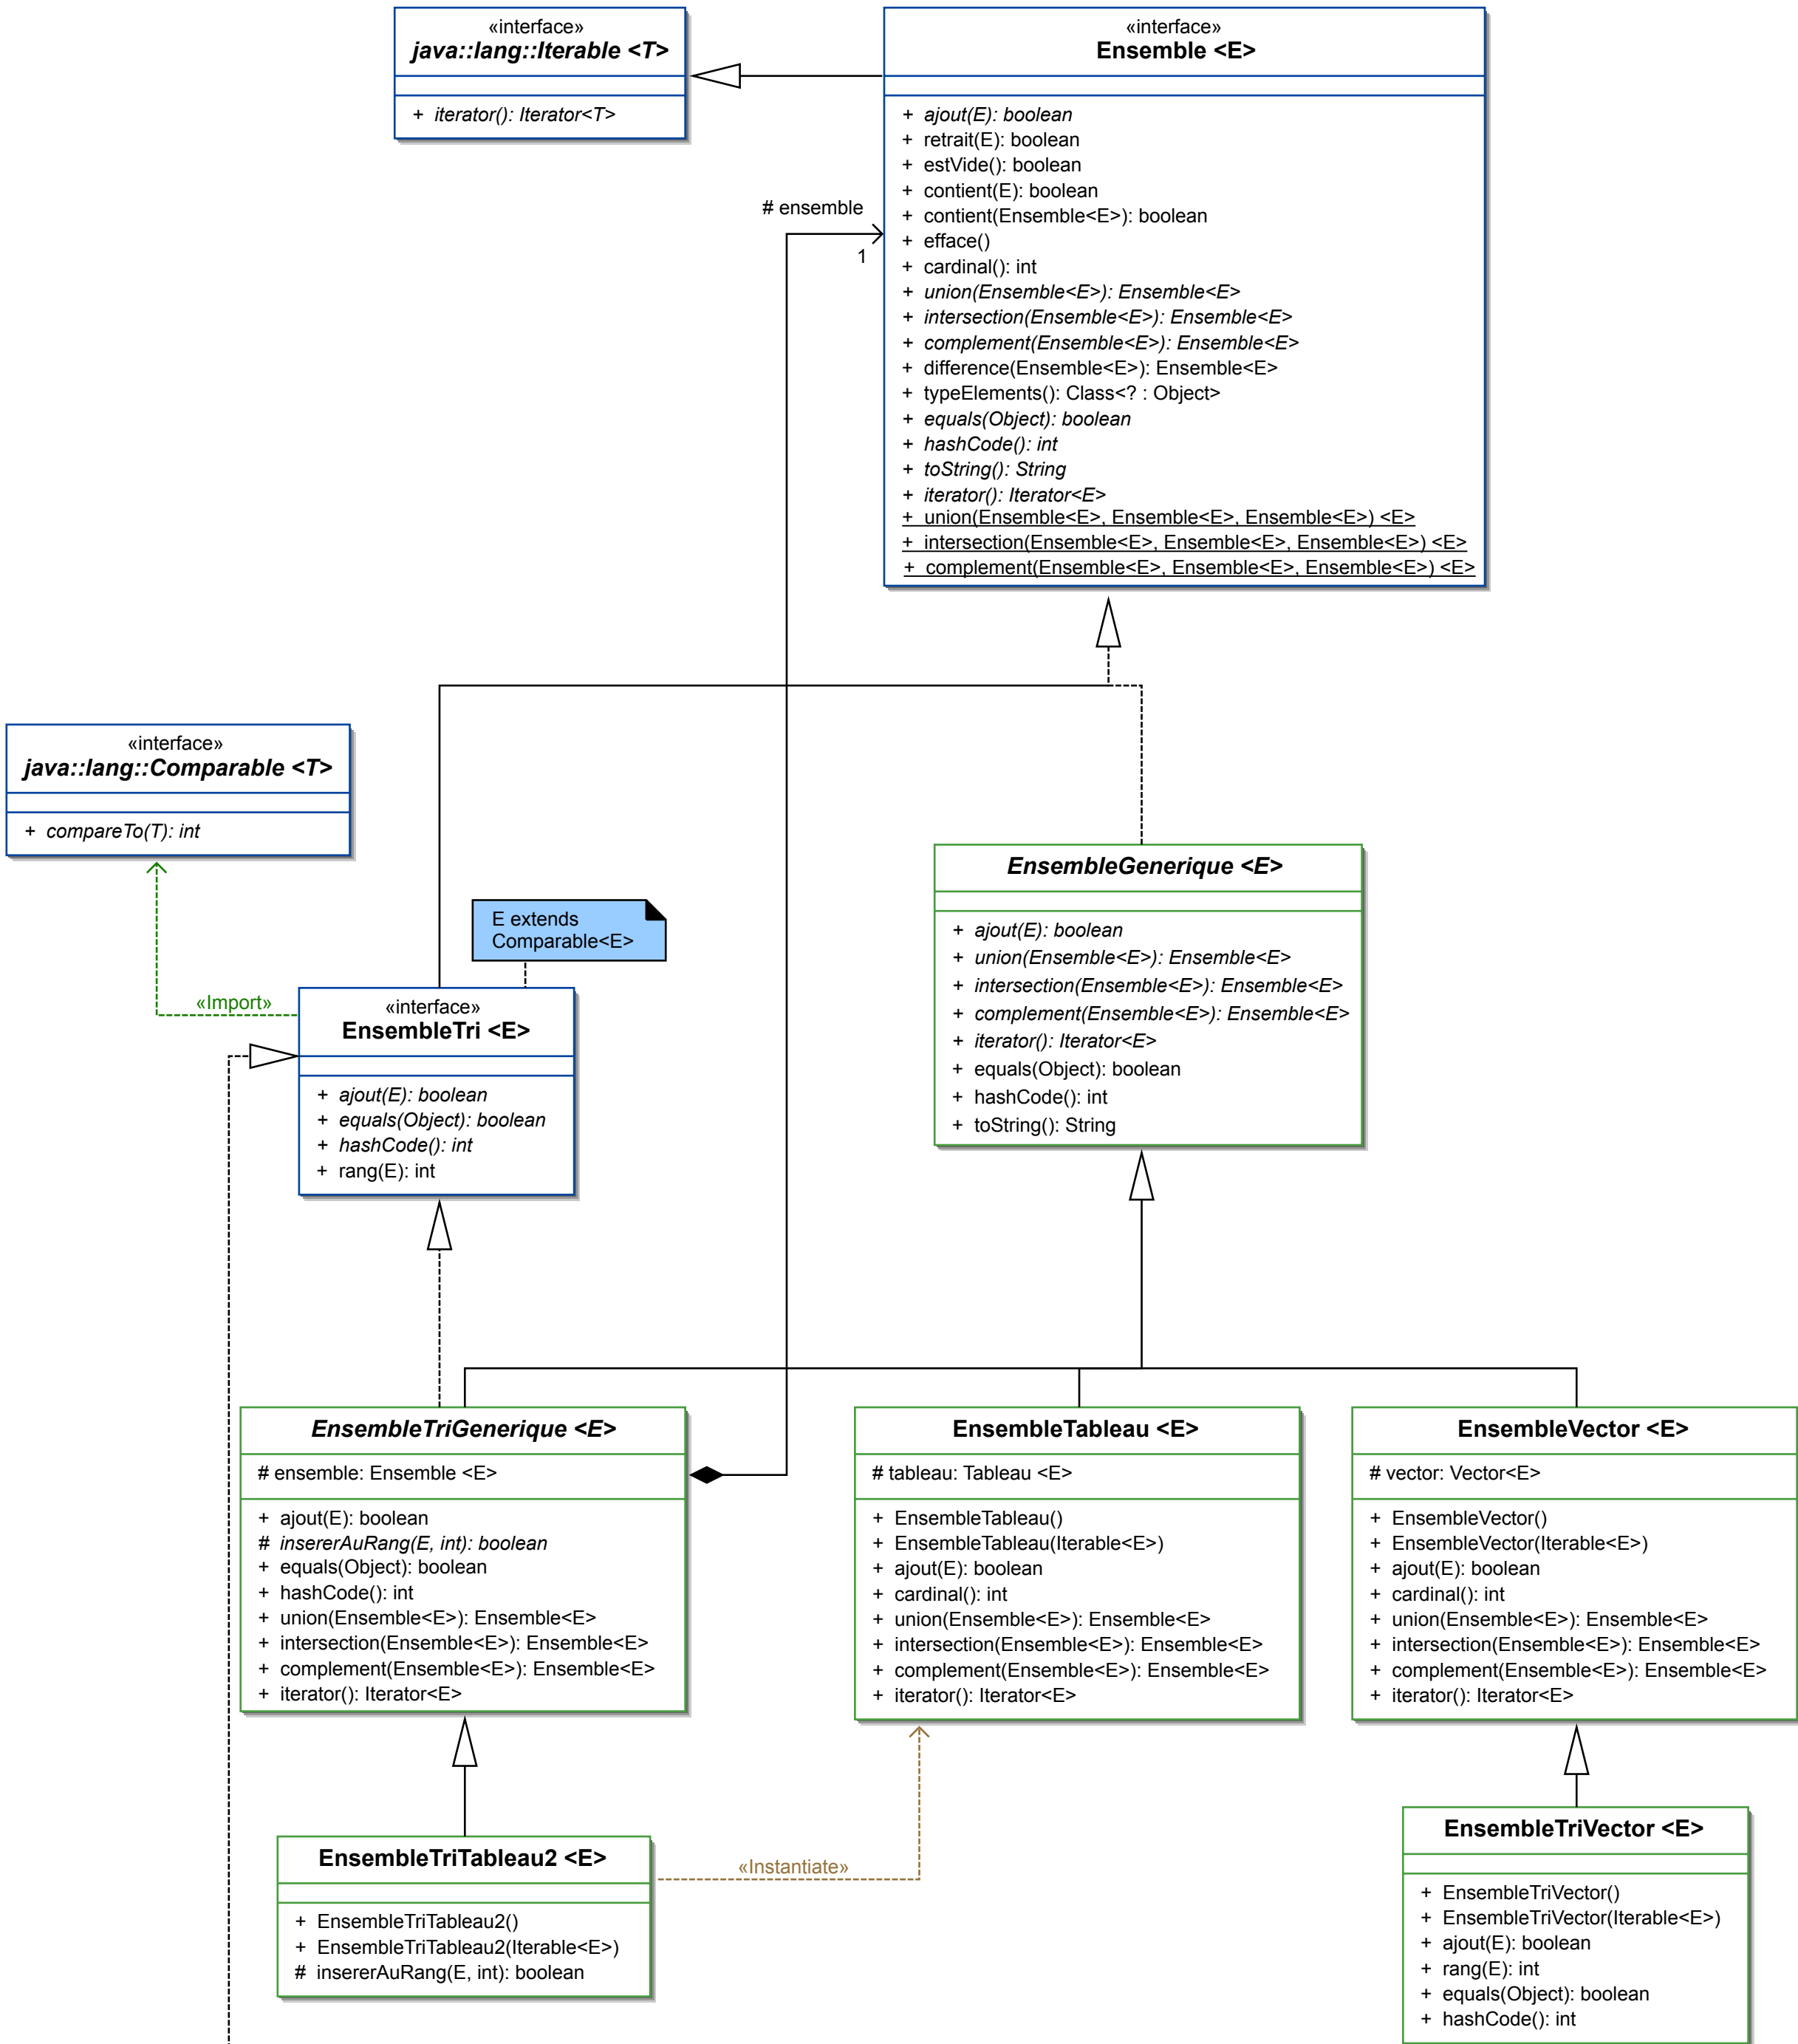 «interface»
java::lang::Iterable <T>
+ iterator(): Iterator<T>
«interface»
Ensemble <E>
+ ajout(E): boolean
+ retrait(E): boolean
+ estVide(): boolean
+ contient(E): boolean
+ contient(Ensemble<E>): boolean
+ efface()
+ cardinal(): int
+ union(Ensemble<E>): Ensemble<E>
+ intersection(Ensemble<E>): Ensemble<E>
+ complement(Ensemble<E>): Ensemble<E>
+ difference(Ensemble<E>): Ensemble<E>
+ typeElements(): Class<? : Object>
+ equals(Object): boolean
+ hashCode(): int
+ toString(): String
+ iterator(): Iterator<E>
+ union(Ensemble<E>, Ensemble<E>, Ensemble<E>) <E>
+ intersection(Ensemble<E>, Ensemble<E>, Ensemble<E>) <E>
+ complement(Ensemble<E>, Ensemble<E>, Ensemble<E>) <E>
# ensemble
1
«interface»
java::lang::Comparable <T>
+ compareTo(T): int
E extends
Comparable<E>
«Import»
«interface»
EnsembleTri <E>
+ ajout(E): boolean
+ equals(Object): boolean
+ hashCode(): int
+ rang(E): int
EnsembleGenerique <E>
+ ajout(E): boolean
+ union(Ensemble<E>): Ensemble<E>
+ intersection(Ensemble<E>): Ensemble<E>
+ complement(Ensemble<E>): Ensemble<E>
+ iterator(): Iterator<E>
+ equals(Object): boolean
+ hashCode(): int
+ toString(): String
EnsembleTriGenerique <E>
# ensemble: Ensemble <E>
+ ajout(E): boolean
# insererAuRang(E, int): boolean
+ equals(Object): boolean
+ hashCode(): int
+ union(Ensemble<E>): Ensemble<E>
+ intersection(Ensemble<E>): Ensemble<E>
+ complement(Ensemble<E>): Ensemble<E>
+ iterator(): Iterator<E>
EnsembleTableau <E>
# tableau: Tableau <E>
+ EnsembleTableau()
+ EnsembleTableau(Iterable<E>)
+ ajout(E): boolean
+ cardinal(): int
+ union(Ensemble<E>): Ensemble<E>
+ intersection(Ensemble<E>): Ensemble<E>
+ complement(Ensemble<E>): Ensemble<E>
+ iterator(): Iterator<E>
EnsembleVector <E>
# vector: Vector<E>
+ EnsembleVector()
+ EnsembleVector(Iterable<E>)
+ ajout(E): boolean
+ cardinal(): int
+ union(Ensemble<E>): Ensemble<E>
+ intersection(Ensemble<E>): Ensemble<E>
+ complement(Ensemble<E>): Ensemble<E>
+ iterator(): Iterator<E>
EnsembleTriTableau2 <E>
+ EnsembleTriTableau2()
+ EnsembleTriTableau2(Iterable<E>)
# insererAuRang(E, int): boolean
«Instantiate»
EnsembleTriVector <E>
+ EnsembleTriVector()
+ EnsembleTriVector(Iterable<E>)
+ ajout(E): boolean
+ rang(E): int
+ equals(Object): boolean
+ hashCode(): int